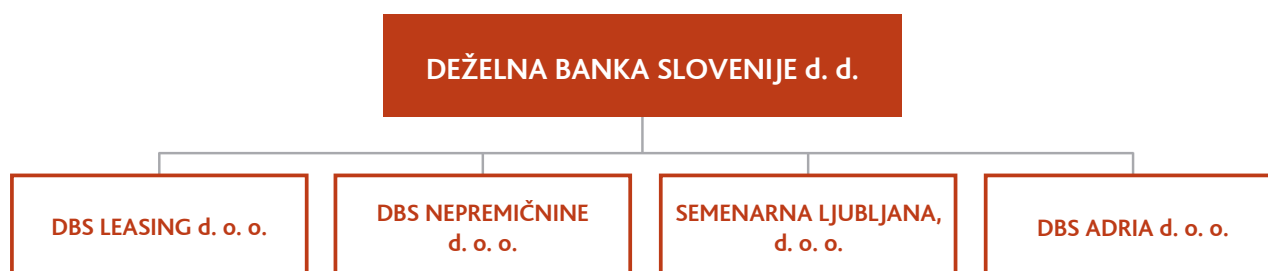 DEŽELNA BANKA SLOVENIJE d. d.
DBS LEASING d. o. o.
DBS NEPREMIČNINE
d. o. o.
SEMENARNA LJUBLJANA,
d. o. o.
DBS ADRIA d. o. o.